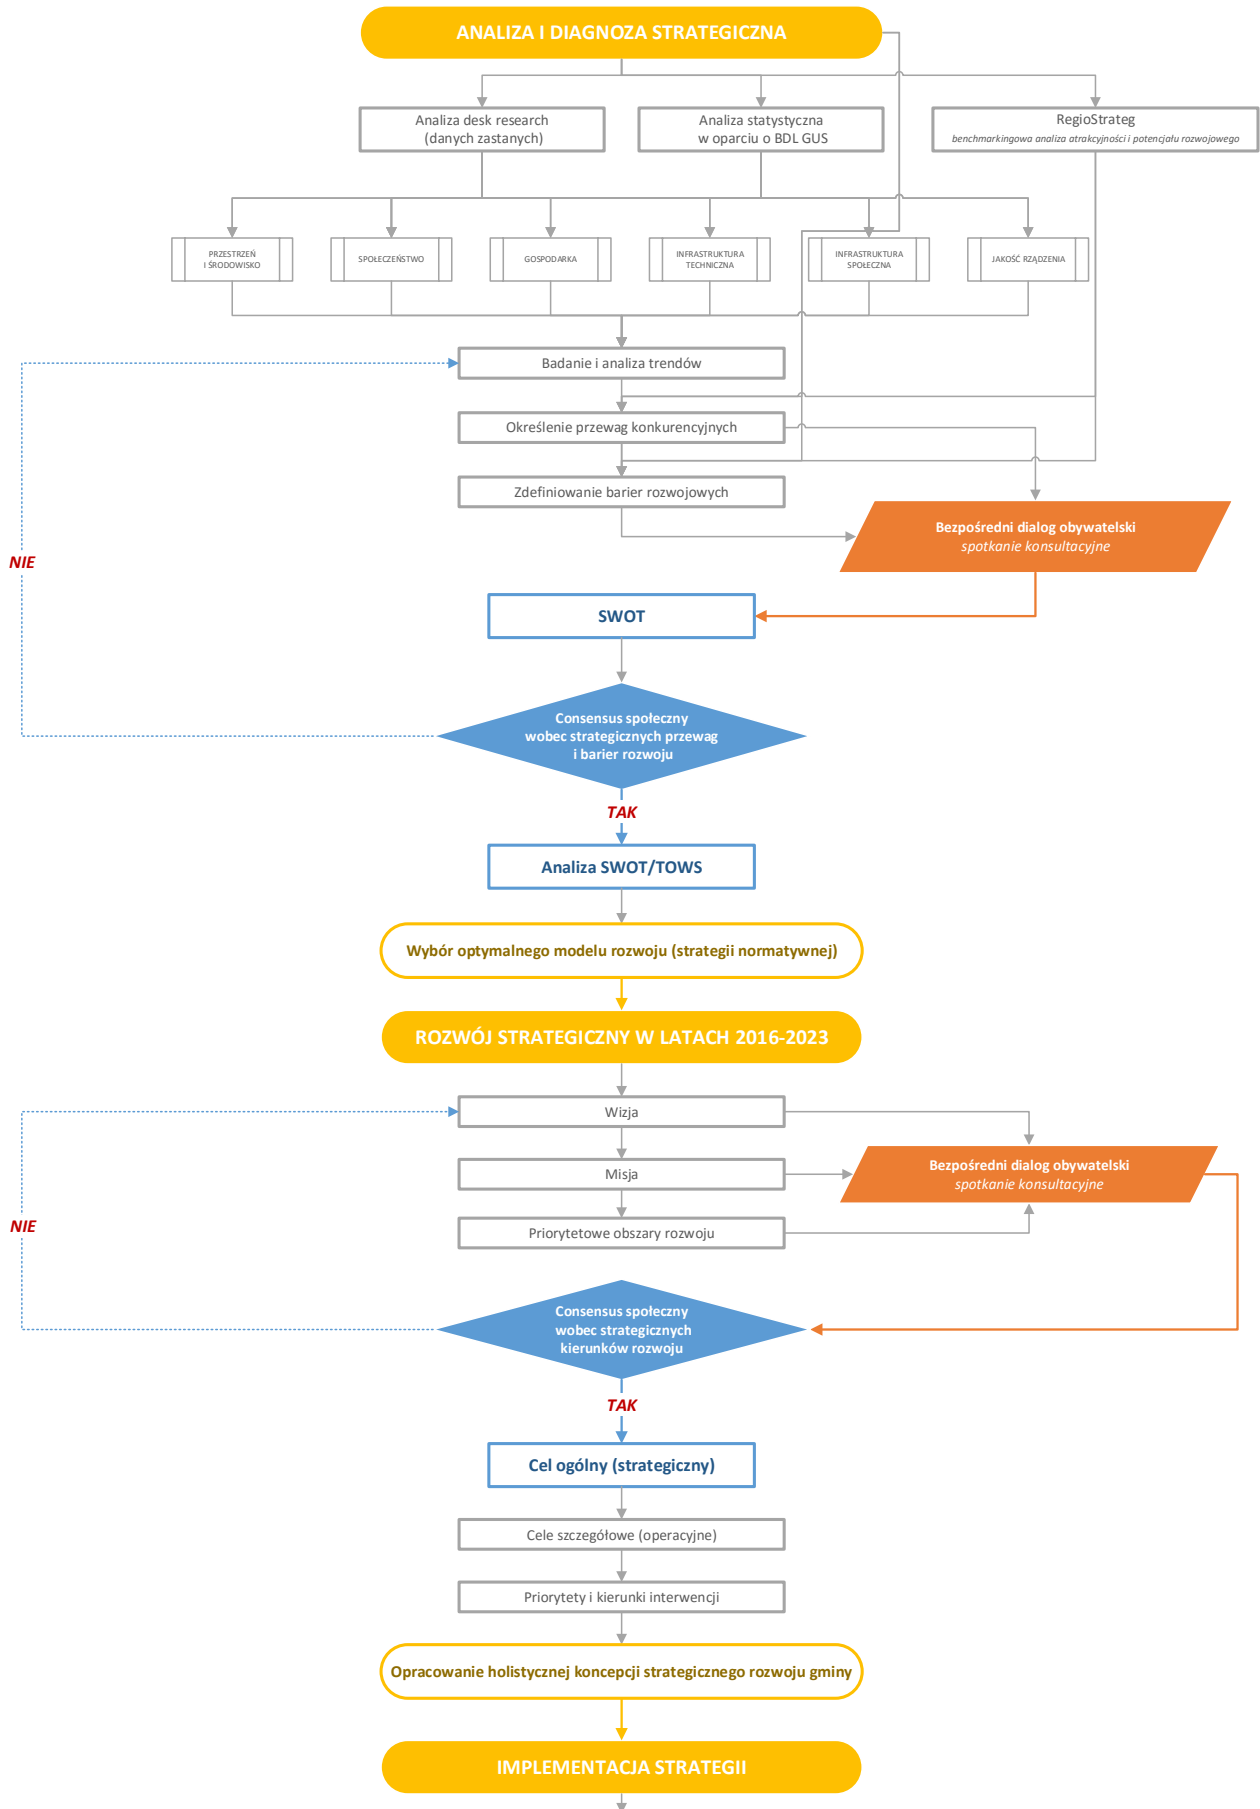 ANALIZA I DIAGNOZA STRATEGICZNA
Analiza desk research
(danych zastanych)
Analiza statystyczna
w oparciu o BDL GUS
RegioStrateg
benchmarkingowa analiza atrakcyjności i potencjału rozwojowego
PRZESTRZEŃ
I ŚRODOWISKO
SPOŁECZEŃSTWO
GOSPODARKA
INFRASTRUKTURA
TECHNICZNA
INFRASTRUKTURA
SPOŁECZNA
JAKOŚĆ RZĄDZENIA
Badanie i analiza trendów
Określenie przewag konkurencyjnych
Zdefiniowanie barier rozwojowych
Bezpośredni dialog obywatelski
spotkanie konsultacyjne
NIE
SWOT
Consensus społeczny
wobec strategicznych przewag
i barier rozwoju
TAK
Analiza SWOT/TOWS
Wybór optymalnego modelu rozwoju (strategii normatywnej)
ROZWÓJ STRATEGICZNY W LATACH 2016-2023
Wizja
Misja
Bezpośredni dialog obywatelski
spotkanie konsultacyjne
NIE
Priorytetowe obszary rozwoju
Consensus społeczny
wobec strategicznych
kierunków rozwoju
TAK
Cel ogólny (strategiczny)
Cele szczegółowe (operacyjne)
Priorytety i kierunki interwencji
Opracowanie holistycznej koncepcji strategicznego rozwoju gminy
IMPLEMENTACJA STRATEGII